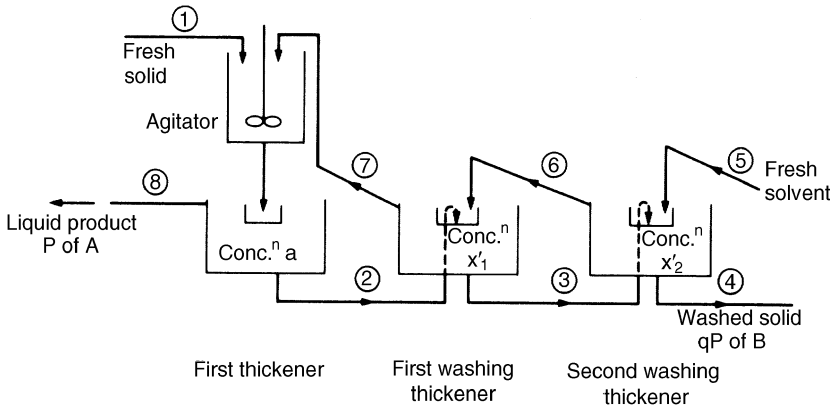 ①
Fresh
solid
Agitator
⑦
⑥
⑤
Fresh
solvent
⑧
Liquid product
P of A
Conc.ⁿ a
Conc.ⁿ
x′₁
Conc.ⁿ
x′₂
②
③
④
Washed solid
qP of B
First thickener
First washing
thickener
Second washing
thickener